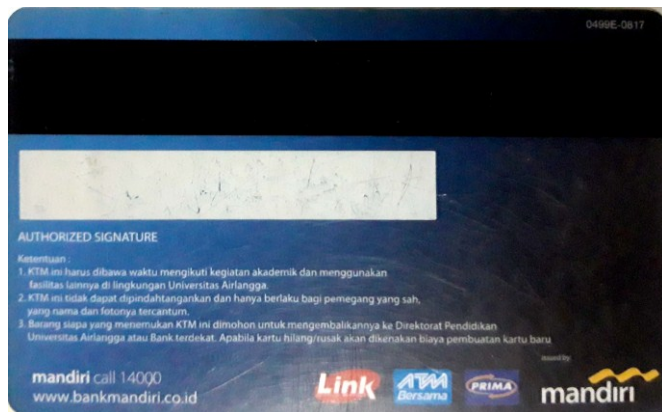 0499E-0817
AUTHORIZED SIGNATURE
Ketentuan :
1. KTM ini harus dibawa waktu mengikuti kegiatan akademik dan menggunakan
fasilitas lainnya di lingkungan Universitas Airlangga.
2. KTM ini tidak dapat dipindahtangankan dan hanya berlaku bagi pemegang yang sah,
yang nama dan fotonya tercantum.
3. Barang siapa yang menemukan KTM ini dimohon untuk mengembalikannya ke Direktorat Pendidikan
Universitas Airlangga atau Bank terdekat. Apabila kartu hilang/rusak akan dikenakan biaya pembuatan kartu baru
issued by
mandiri call 14000
www.bankmandiri.co.id
Link
ATM
Bersama
PRIMA
mandiri